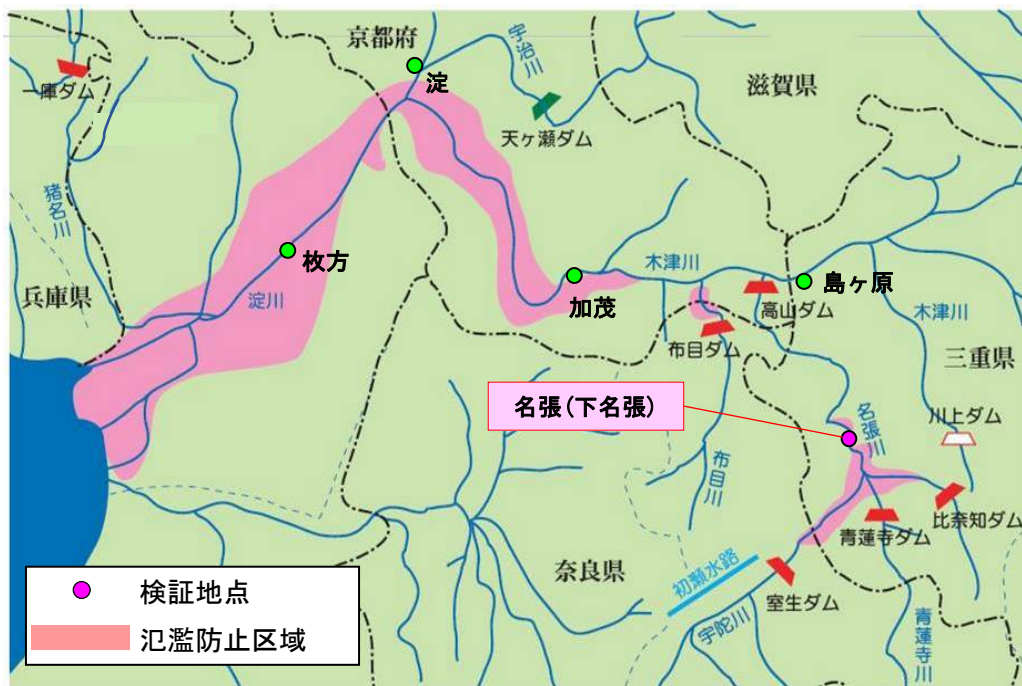 京都府
淀
宇治川
滋賀県
一庫ダム
天ヶ瀬ダム
猪名川
枚方
兵庫県
淀川
加茂
木津川
島ヶ原
高山ダム
木津川
布目ダム
三重県
名張(下名張)
名張川
川上ダム
布目川
比奈知ダム
青蓮寺ダム
奈良県
初瀬水路
室生ダム
宇陀川
青蓮寺川
検証地点
氾濫防止区域